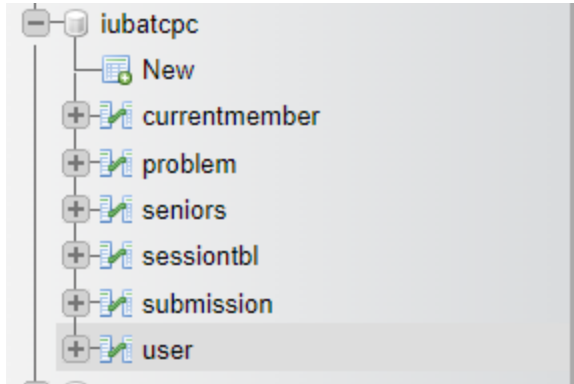 iubatcpc
New
currentmember
problem
seniors
sessiontbl
submission
user